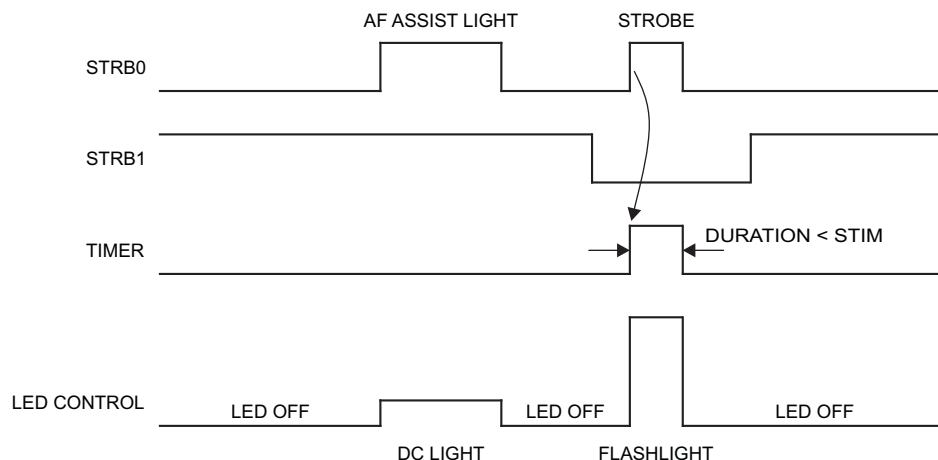 AF ASSIST LIGHT STROBE
STRB0
STRB1
TIMER
DURATION < STIM
LED CONTROL
LED OFF LED OFF LED OFF
DC LIGHT FLASHLIGHT